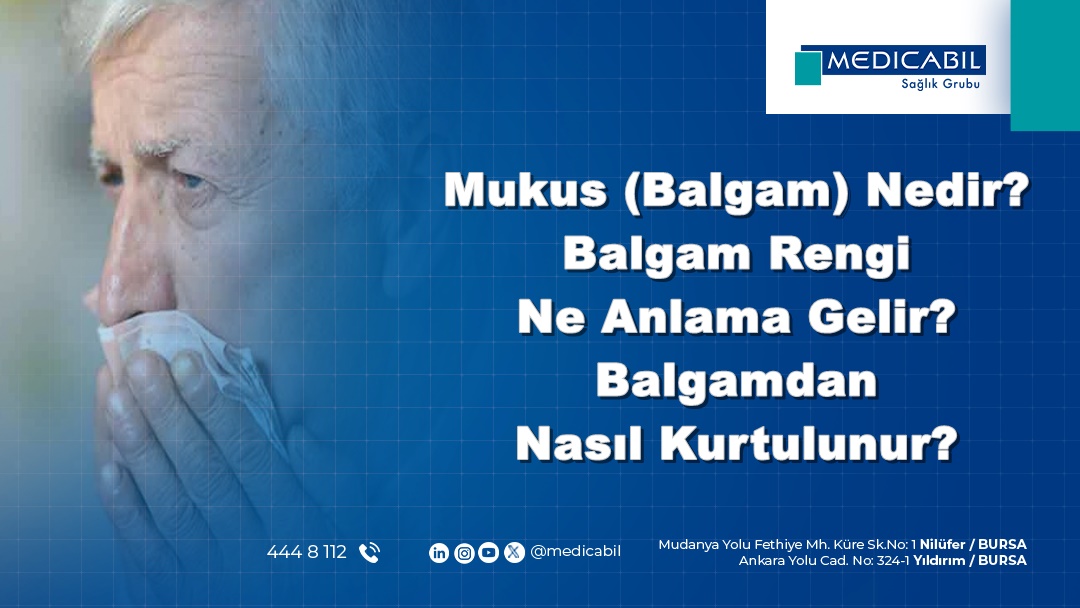 MEDICABIL
Sağlık Grubu
Mukus (Balgam) Nedir?
Balgam Rengi
Ne Anlama Gelir?
Balgamdan
Nasıl Kurtulunur?
444 8 112
@medicabil
Mudanya Yolu Fethiye Mh. Küre Sk.No: 1 Nilüfer / BURSA
Ankara Yolu Cad. No: 324-1 Yıldırım / BURSA